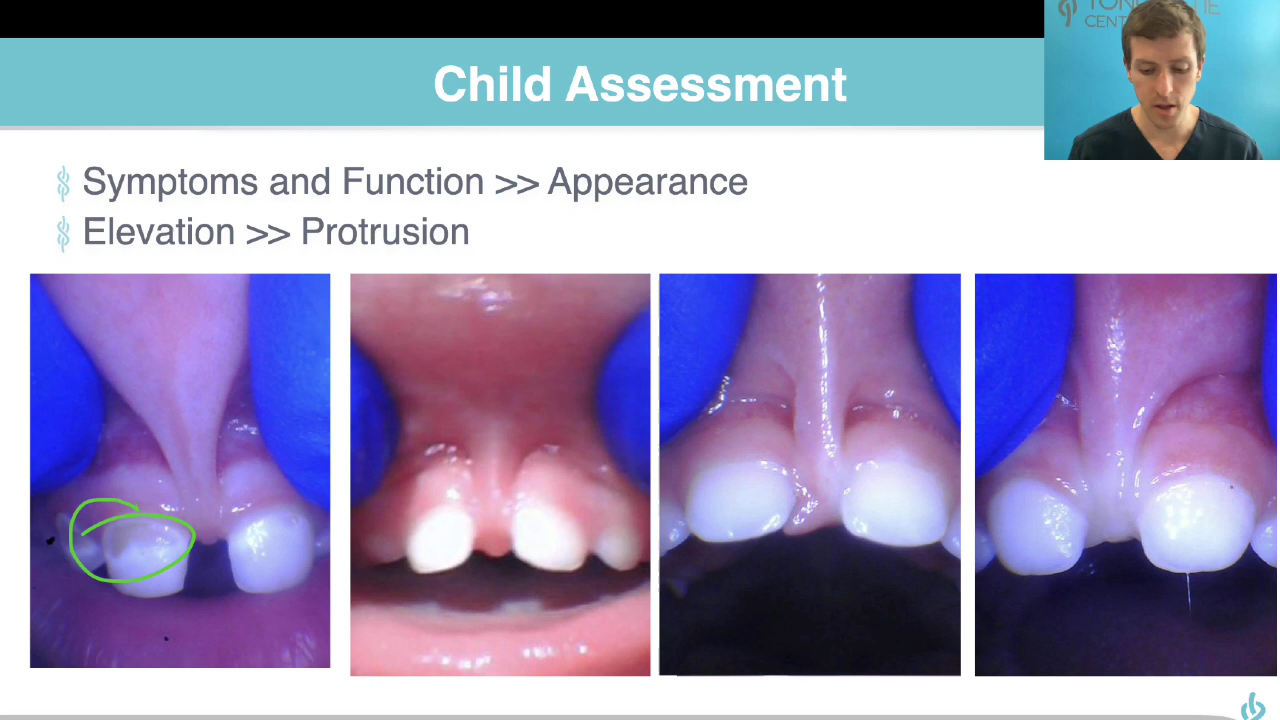 Child Assessment
Symptoms and Function >> Appearance
Elevation >> Protrusion